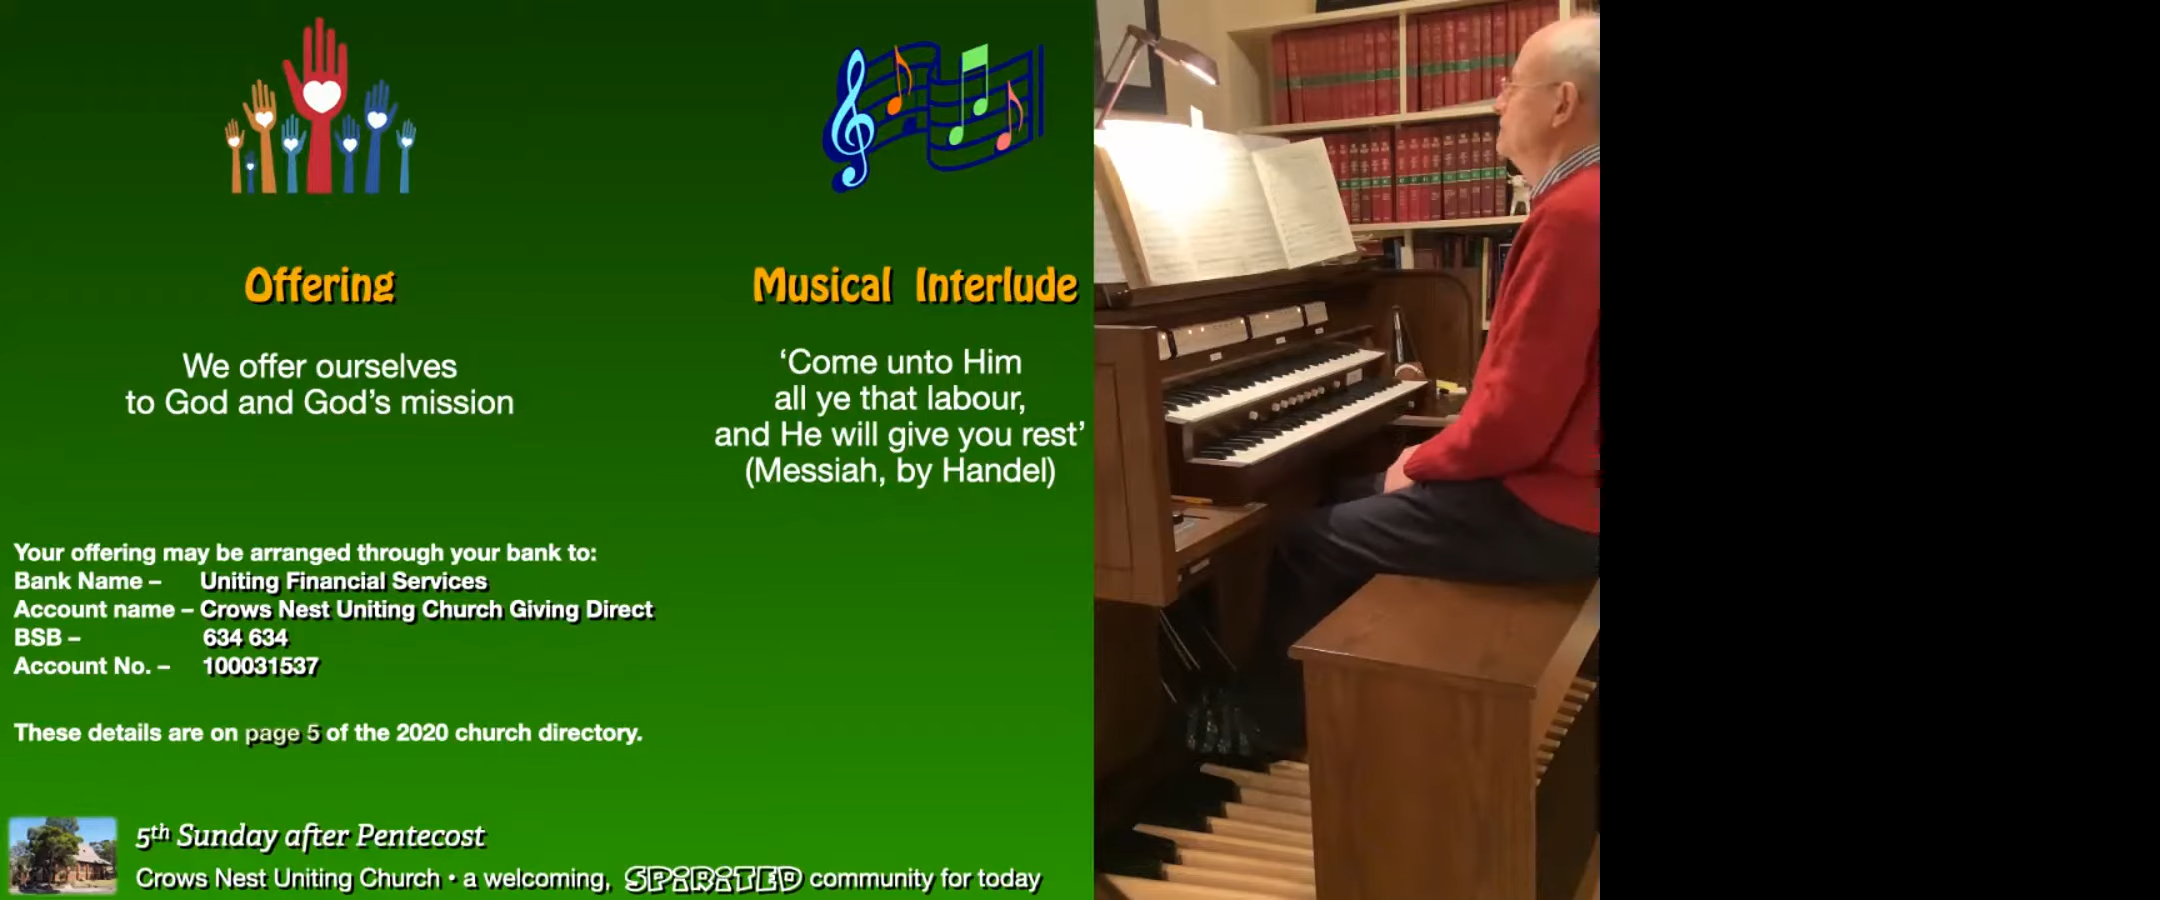 Offering
We offer ourselves
to God and God's mission
Musical Interlude
‘Come unto Him
all ye that labour,
and He will give you rest’
(Messiah, by Handel)
Your offering may be arranged through your bank to:
Bank Name – Uniting Financial Services
Account name – Crows Nest Uniting Church Giving Direct
BSB – 634 634
Account No. – 100031537
These details are on page 5 of the 2020 church directory.
5th Sunday after Pentecost
Crows Nest Uniting Church • a welcoming, SPiRiTED community for today